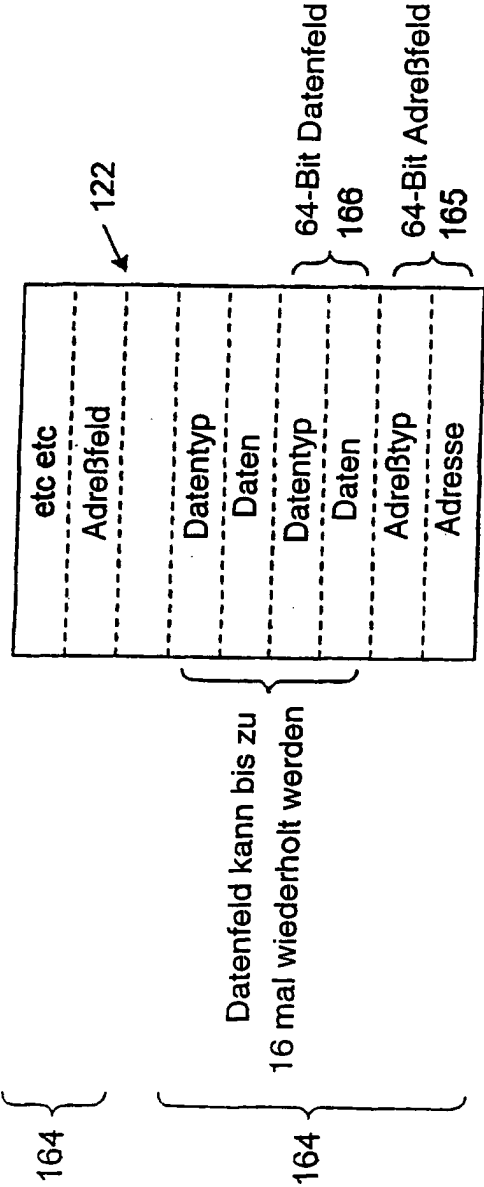 etc etc
Adreßfeld
122
Datentyp
Daten
Datentyp
Daten
Adreßtyp
Adresse
64-Bit Datenfeld
166
64-Bit Adreßfeld
165
Datenfeld kann bis zu
16 mal wiederholt werden
164
164